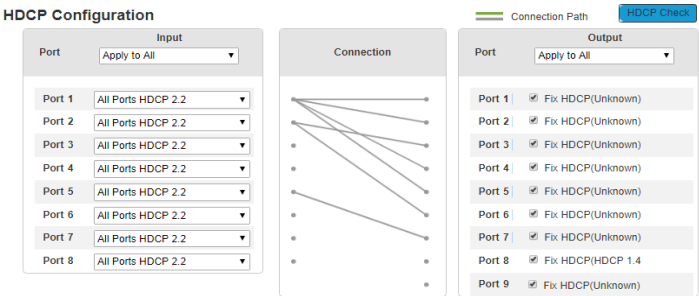 HDCP Configuration
Connection Path
HDCP Check
Port
Input
Apply to All
Port 1 All Ports HDCP 2.2
Port 2 All Ports HDCP 2.2
Port 3 All Ports HDCP 2.2
Port 4 All Ports HDCP 2.2
Port 5 All Ports HDCP 2.2
Port 6 All Ports HDCP 2.2
Port 7 All Ports HDCP 2.2
Port 8 All Ports HDCP 2.2
Connection
Port
Output
Apply to All
Port 1 Fix HDCP(Unknown)
Port 2 Fix HDCP(Unknown)
Port 3 Fix HDCP(Unknown)
Port 4 Fix HDCP(Unknown)
Port 5 Fix HDCP(Unknown)
Port 6 Fix HDCP(Unknown)
Port 7 Fix HDCP(Unknown)
Port 8 Fix HDCP(HDCP 1.4
Port 9 Fix HDCP(Unknown)